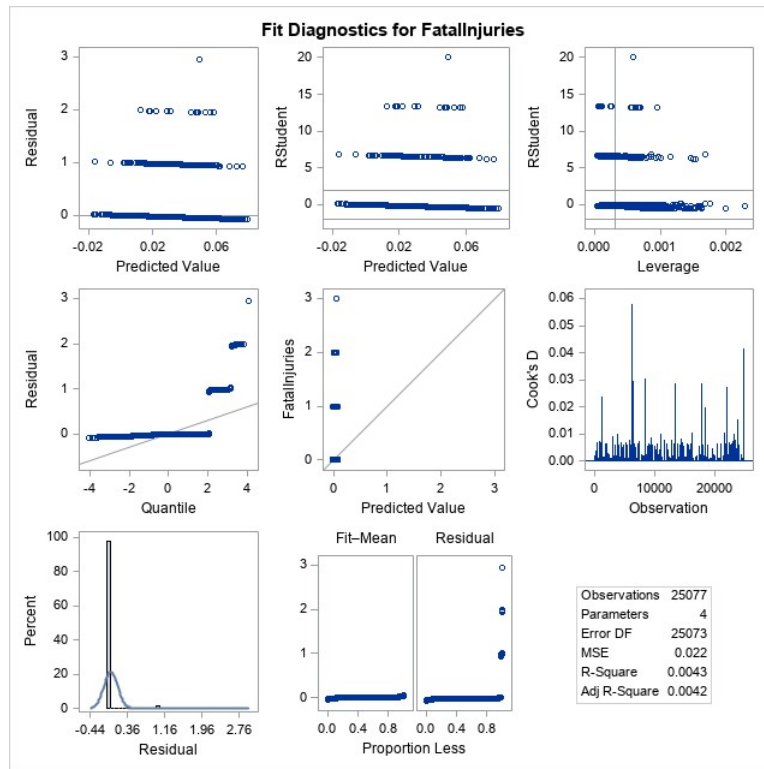 Fit Diagnostics for FatalInjuries
3
2
1
0
Residual
-0.02 0.02 0.06
Predicted Value
20
15
10
5
0
RStudent
-0.02 0.02 0.06
Predicted Value
20
15
10
5
0
RStudent
0.000 0.001 0.002
Leverage
3
2
1
0
Residual
-4 -2 0 2 4
Quantile
3
2
1
0
FatalInjuries
0 1 2 3
Predicted Value
0.06
0.05
0.04
0.03
0.02
0.01
0.00
Cook's D
0 10000 20000
Observation
100
80
60
40
20
0
Percent
-0.44 0.36 1.16 1.96 2.76
Residual
Fit–Mean Residual
3
2
1
0
0.0 0.4 0.8 0.0 0.4 0.8
Proportion Less
Observations 25077
Parameters 4
Error DF 25073
MSE 0.022
R-Square 0.0043
Adj R-Square 0.0042